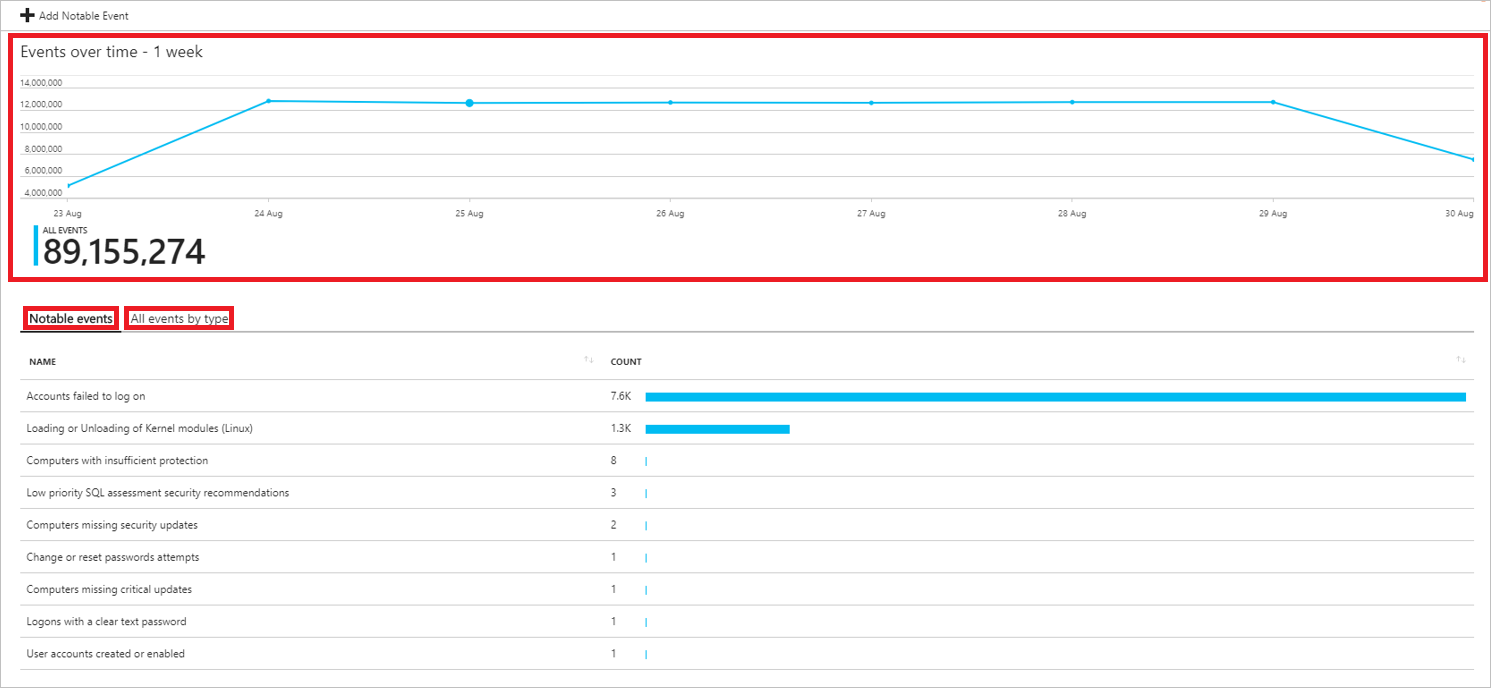 Add Notable Event
Events over time - 1 week
14,000,000
12,000,000
10,000,000
8,000,000
6,000,000
4,000,000
23 Aug 24 Aug 25 Aug 26 Aug 27 Aug 28 Aug 29 Aug 30 Aug
ALL EVENTS
89,155,274
Notable events All events by type
NAME COUNT
Accounts failed to log on 7.6K
Loading or Unloading of Kernel modules (Linux) 1.3K
Computers with insufficient protection 8
Low priority SQL assessment security recommendations 3
Computers missing security updates 2
Change or reset passwords attempts 1
Computers missing critical updates 1
Logons with a clear text password 1
User accounts created or enabled 1